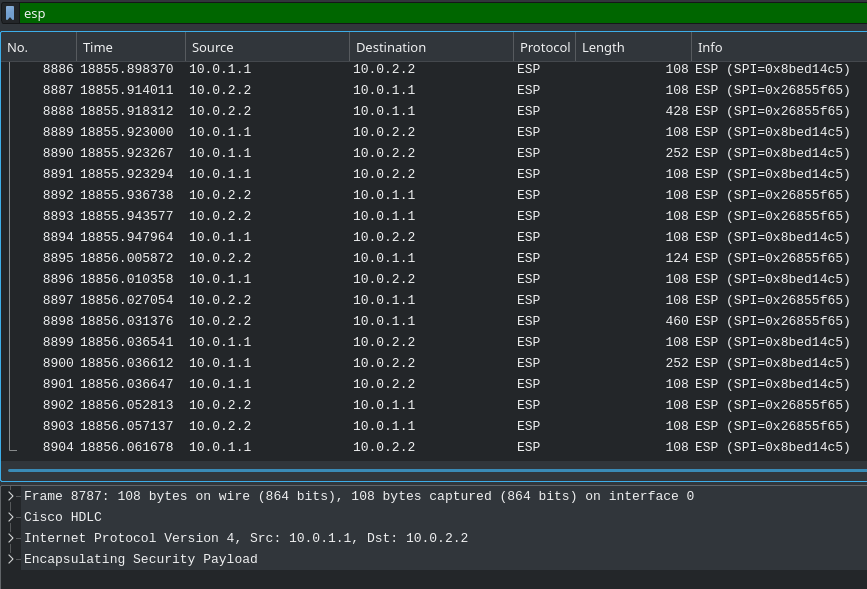 esp
No. Time Source Destination Protocol Length Info
8886 18855.898370 10.0.1.1 10.0.2.2 ESP 108 ESP (SPI=0x8bed14c5)
8887 18855.914011 10.0.2.2 10.0.1.1 ESP 108 ESP (SPI=0x26855f65)
8888 18855.918312 10.0.2.2 10.0.1.1 ESP 428 ESP (SPI=0x26855f65)
8889 18855.923000 10.0.1.1 10.0.2.2 ESP 108 ESP (SPI=0x8bed14c5)
8890 18855.923267 10.0.1.1 10.0.2.2 ESP 252 ESP (SPI=0x8bed14c5)
8891 18855.923294 10.0.1.1 10.0.2.2 ESP 108 ESP (SPI=0x8bed14c5)
8892 18855.936738 10.0.2.2 10.0.1.1 ESP 108 ESP (SPI=0x26855f65)
8893 18855.943577 10.0.2.2 10.0.1.1 ESP 108 ESP (SPI=0x26855f65)
8894 18855.947964 10.0.1.1 10.0.2.2 ESP 108 ESP (SPI=0x8bed14c5)
8895 18856.005872 10.0.2.2 10.0.1.1 ESP 124 ESP (SPI=0x26855f65)
8896 18856.010358 10.0.1.1 10.0.2.2 ESP 108 ESP (SPI=0x8bed14c5)
8897 18856.027054 10.0.2.2 10.0.1.1 ESP 108 ESP (SPI=0x26855f65)
8898 18856.031376 10.0.2.2 10.0.1.1 ESP 460 ESP (SPI=0x26855f65)
8899 18856.036541 10.0.1.1 10.0.2.2 ESP 108 ESP (SPI=0x8bed14c5)
8900 18856.036612 10.0.1.1 10.0.2.2 ESP 252 ESP (SPI=0x8bed14c5)
8901 18856.036647 10.0.1.1 10.0.2.2 ESP 108 ESP (SPI=0x8bed14c5)
8902 18856.052813 10.0.2.2 10.0.1.1 ESP 108 ESP (SPI=0x26855f65)
8903 18856.057137 10.0.2.2 10.0.1.1 ESP 108 ESP (SPI=0x26855f65)
8904 18856.061678 10.0.1.1 10.0.2.2 ESP 108 ESP (SPI=0x8bed14c5)
Frame 8787: 108 bytes on wire (864 bits), 108 bytes captured (864 bits) on interface 0
Cisco HDLC
Internet Protocol Version 4, Src: 10.0.1.1, Dst: 10.0.2.2
Encapsulating Security Payload